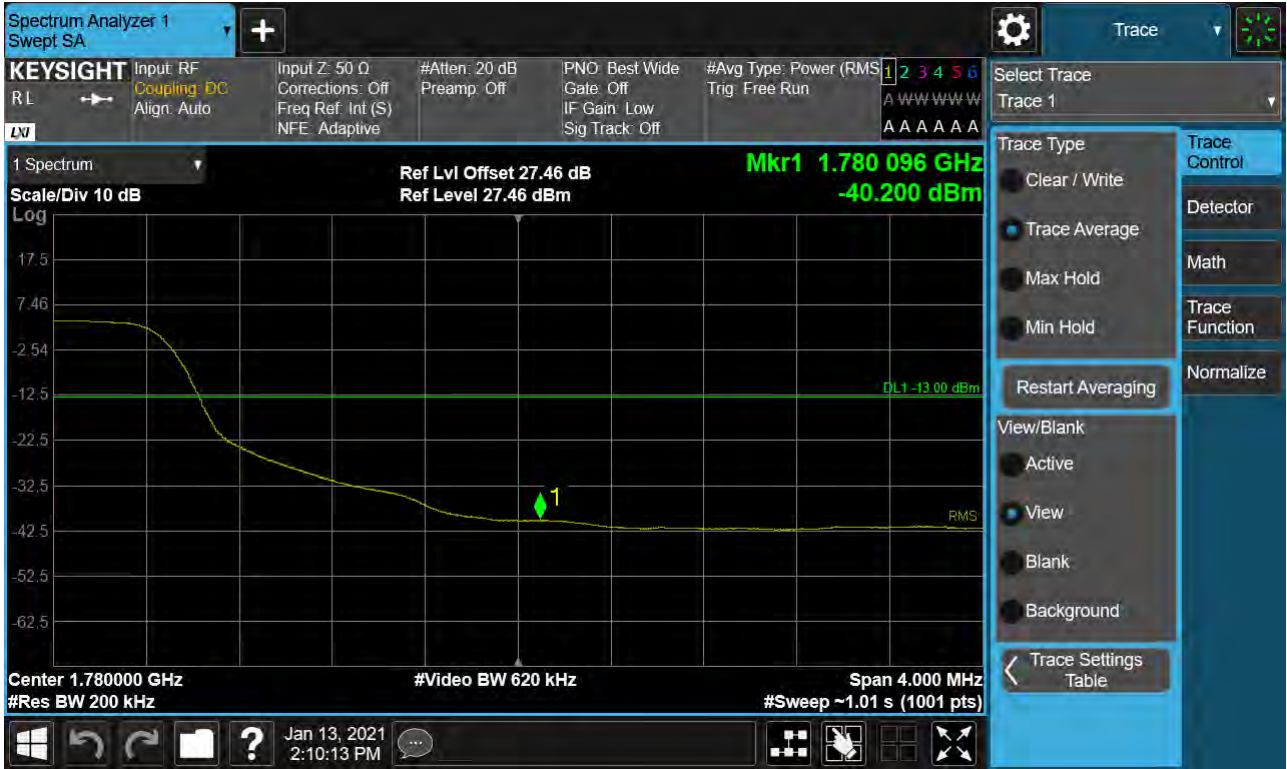 Spectrum Analyzer 1
Swept SA
Trace
KEYSIGHT
R L
LXI
Input: RF
Coupling: DC
Align: Auto
Input Z: 50 Ω
Corrections: Off
Freq Ref: Int (S)
NFE: Adaptive
#Atten: 20 dB
Preamp: Off
PNO: Best Wide
Gate: Off
IF Gain: Low
Sig Track: Off
#Avg Type: Power (RMS
Trig: Free Run
1 2 3 4 5 6
A W W W W W
A A A A A A
Select Trace
Trace 1
1 Spectrum
Scale/Div 10 dB
Log
Ref Lvl Offset 27.46 dB
Ref Level 27.46 dBm
Mkr1 1.780 096 GHz
-40.200 dBm
17.5
7.46
-2.54
-12.5
-22.5
-32.5
-42.5
-52.5
-62.5
DL1 -13.00 dBm
1
RMS
Center 1.780000 GHz
#Res BW 200 kHz
#Video BW 620 kHz
Span 4.000 MHz
#Sweep ~1.01 s (1001 pts)
Trace Type
Clear / Write
Trace Average
Max Hold
Min Hold
Restart Averaging
View/Blank
Active
View
Blank
Background
Trace Settings
Table
Trace
Control
Detector
Math
Trace
Function
Normalize
?
Jan 13, 2021
2:10:13 PM